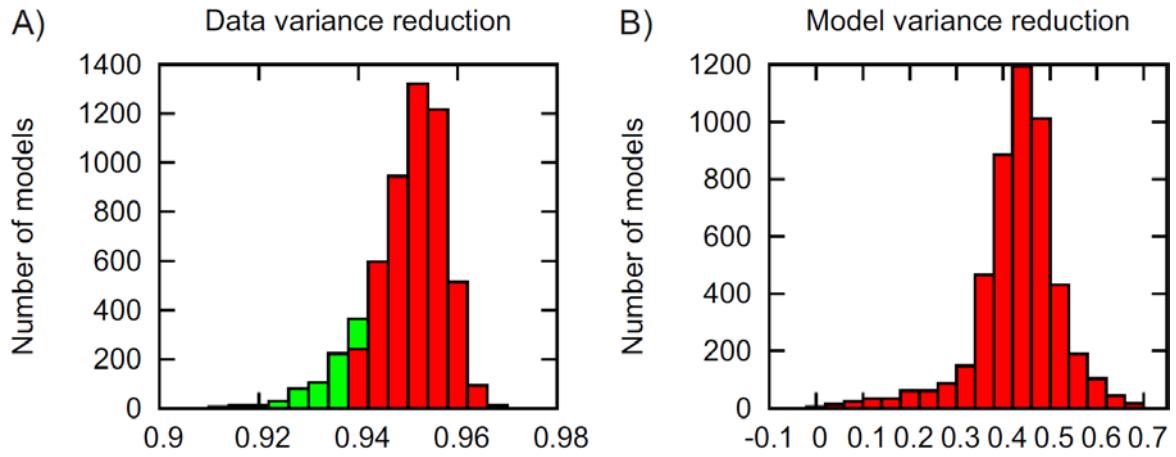 A)
Data variance reduction
Number of models
1400
1200
1000
800
600
400
200
0
0.9 0.92 0.94 0.96 0.98
B)
Model variance reduction
Number of models
1200
1000
800
600
400
200
0
-0.1 0 0.1 0.2 0.3 0.4 0.5 0.6 0.7